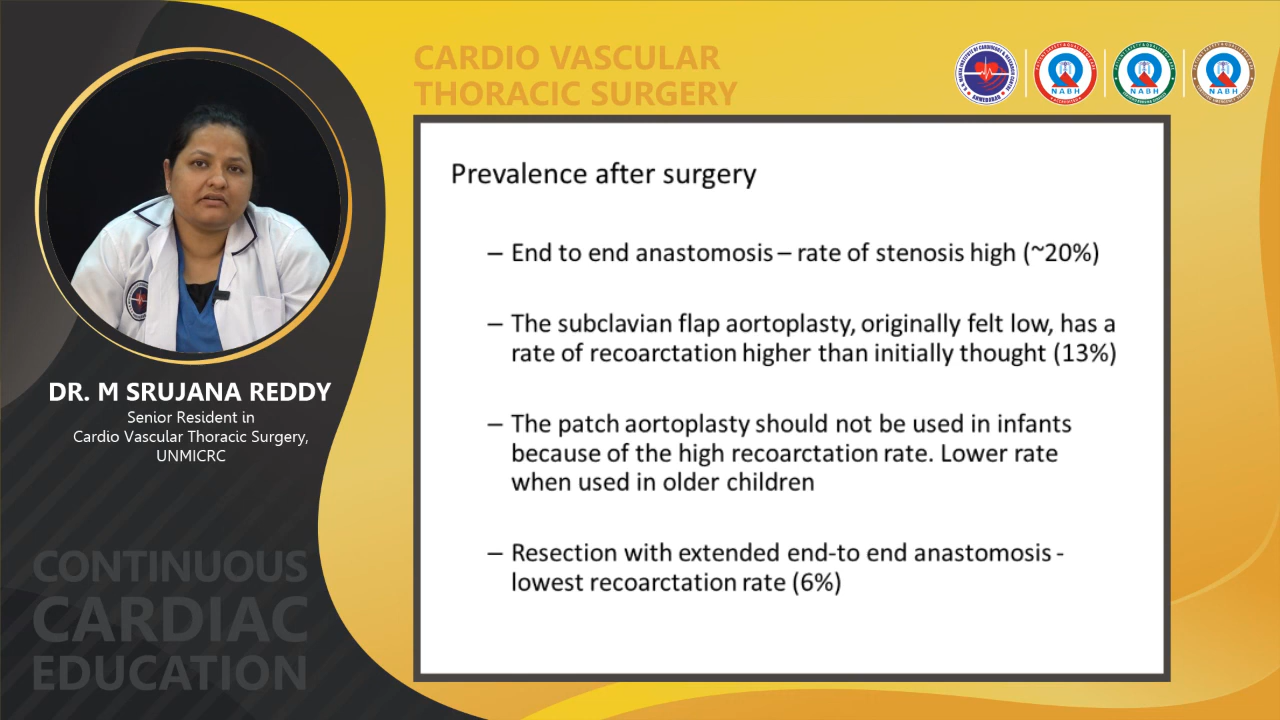 CARDIO VASCULAR
THORACIC SURGERY
NABH
NABH
NABH
Prevalence after surgery
– End to end anastomosis – rate of stenosis high (~20%)
– The subclavian flap aortoplasty, originally felt low, has a
rate of recoarctation higher than initially thought (13%)
– The patch aortoplasty should not be used in infants
because of the high recoarctation rate. Lower rate
when used in older children
– Resection with extended end-to end anastomosis -
lowest recoarctation rate (6%)
DR. M SRUJANA REDDY
Senior Resident in
Cardio Vascular Thoracic Surgery,
UNMICRC
CONTINUOUS
CARDIAC
EDUCATION